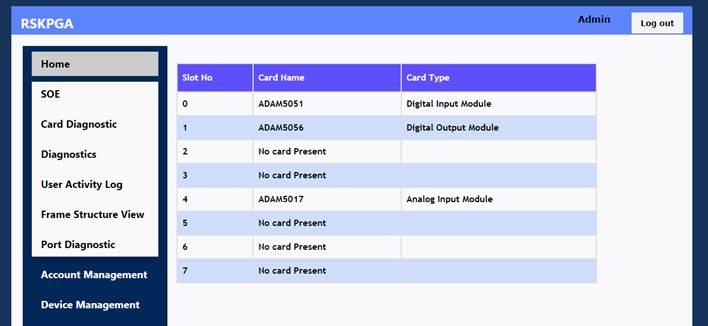 RSKPGA
Admin
Log out
Home
SOE
Card Diagnostic
Diagnostics
User Activity Log
Frame Structure View
Port Diagnostic
Account Management
Device Management
Slot No Card Name Card Type
0 ADAM5051 Digital Input Module
1 ADAM5056 Digital Output Module
2 No card Present
3 No card Present
4 ADAM5017 Analog Input Module
5 No card Present
6 No card Present
7 No card Present